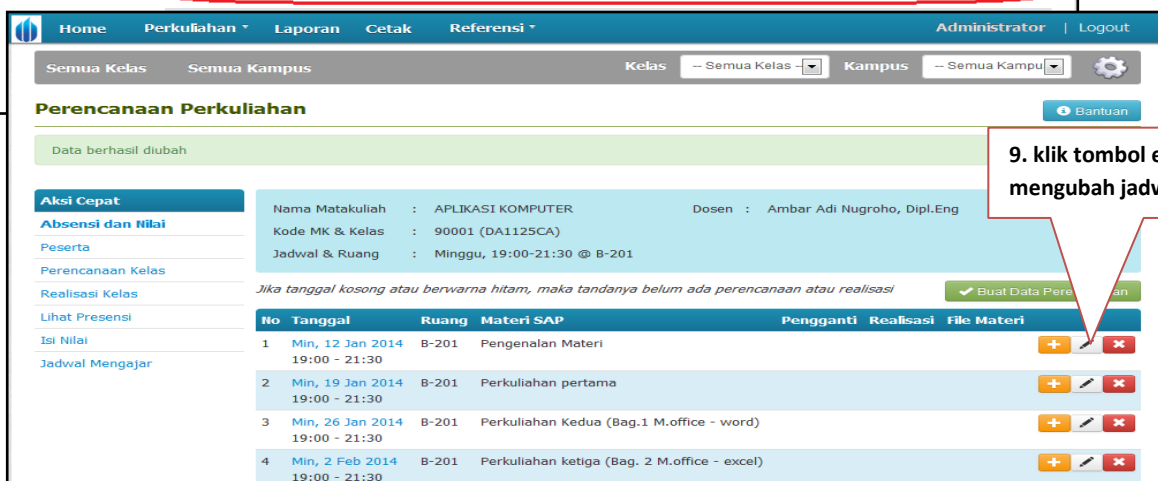 Home Perkuliahan Laporan Cetak Referensi Administrator | Logout
Semua Kelas Semua Kampus Kelas -- Semua Kelas - Kampus -- Semua Kampu
Perencanaan Perkuliahan Bantuan
Data berhasil diubah
9. klik tombol
mengubah
Aksi Cepat
Absensi dan Nilai
Peserta
Perencanaan Kelas
Realisasi Kelas
Lihat Presensi
Isi Nilai
Jadwal Mengajar
Nama Matakuliah : APLIKASI KOMPUTER Dosen : Ambar Adi Nugroho, Dipl.Eng
Kode MK & Kelas : 90001 (DA1125CA)
Jadwal & Ruang : Minggu, 19:00-21:30 @ B-201
Jika tanggal kosong atau berwarna hitam, maka tandanya belum ada perencanaan atau realisasi Buat Data
No Tanggal Ruang Materi SAP Pengganti Realisasi File Materi
1 Min, 12 Jan 2014 B-201 Pengenalan Materi
19:00 - 21:30
2 Min, 19 Jan 2014 B-201 Perkuliahan pertama
19:00 - 21:30
3 Min, 26 Jan 2014 B-201 Perkuliahan Kedua (Bag.1 M.office - word)
19:00 - 21:30
4 Min, 2 Feb 2014 B-201 Perkuliahan ketiga (Bag. 2 M.office - excel)
19:00 - 21:30